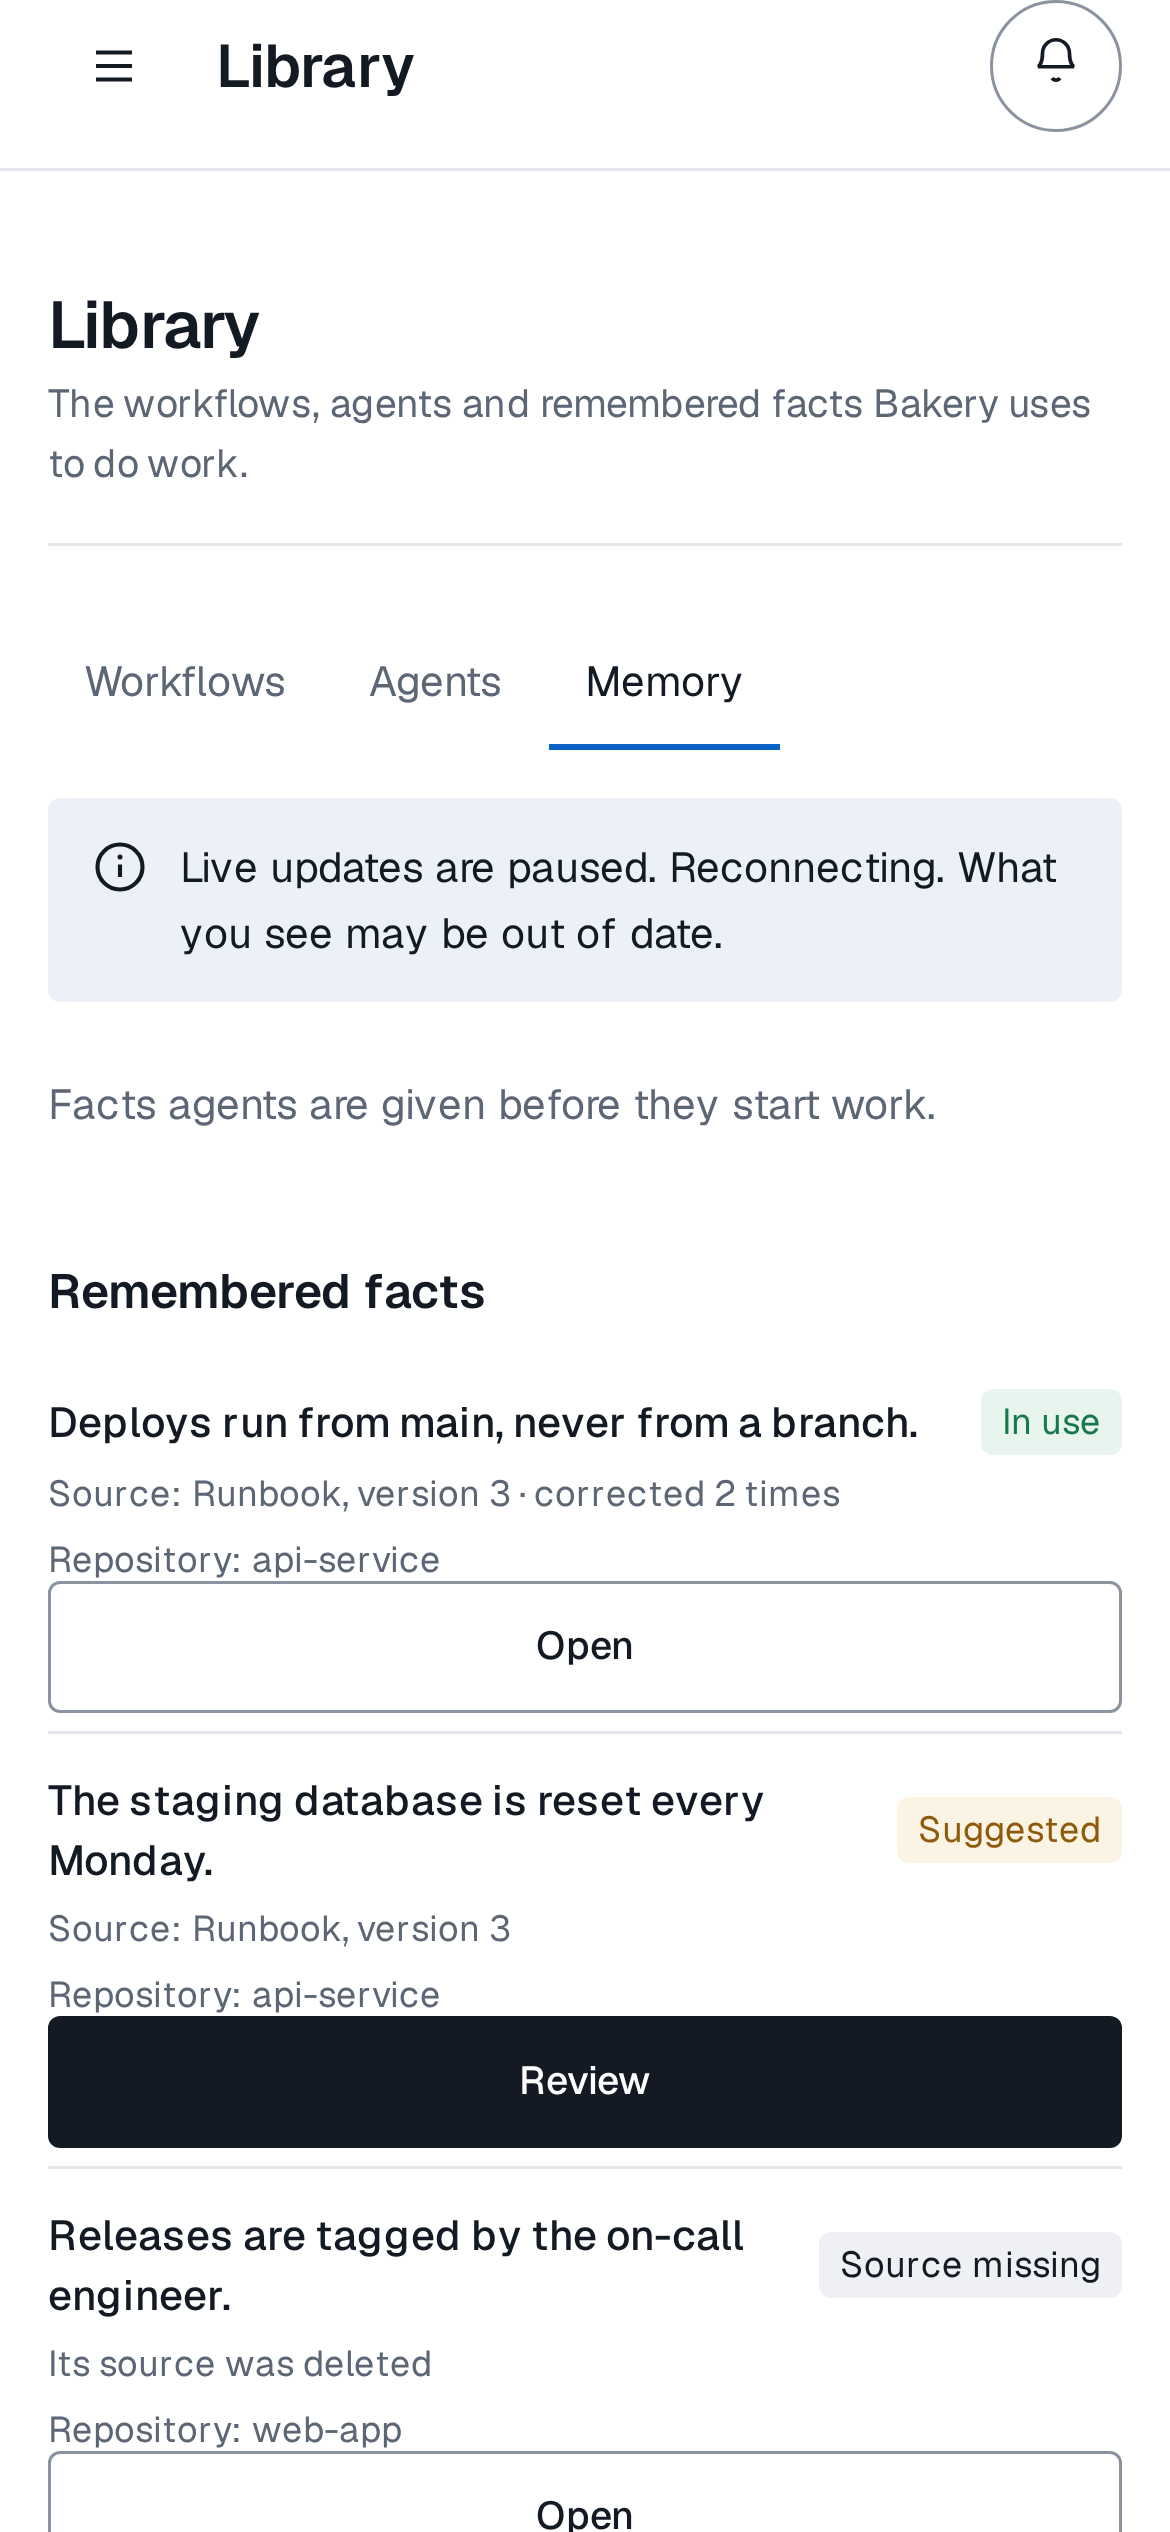 Library
Library
The workflows, agents and remembered facts Bakery uses
to do work.
Workflows
Agents
Memory
Live updates are paused. Reconnecting. What
you see may be out of date.
Facts agents are given before they start work.
Remembered facts
Deploys run from main, never from a branch.
In use
Source: Runbook, version 3 · corrected 2 times
Repository: api-service
Open
The staging database is reset every
Monday.
Suggested
Source: Runbook, version 3
Repository: api-service
Review
Releases are tagged by the on-call
engineer.
Source missing
Its source was deleted
Repository: web-app
Open